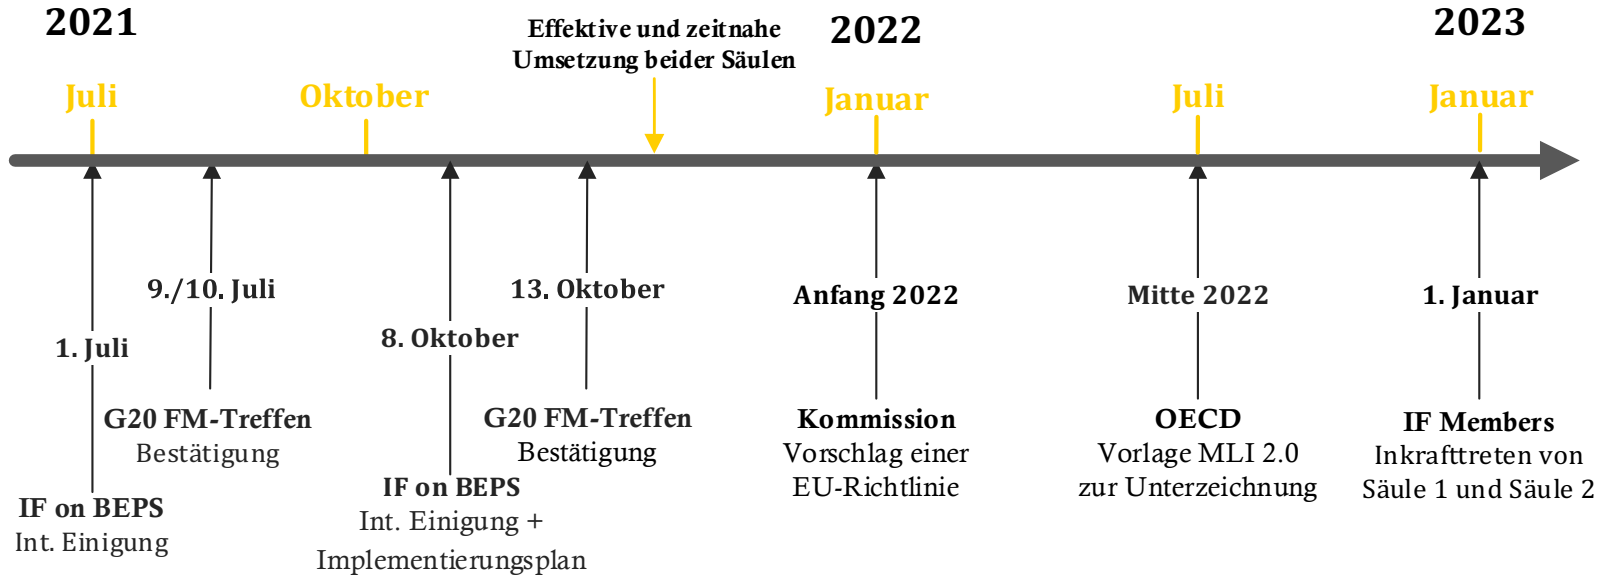 2021
Effektive und zeitnahe
Umsetzung beider Säulen
2022
2023
Juli
Oktober
Januar
Juli
Januar
9./10. Juli
13. Oktober
Anfang 2022
Mitte 2022
1. Januar
1. Juli
8. Oktober
G20 FM-Treffen
Bestätigung
G20 FM-Treffen
Bestätigung
Kommission
Vorschlag einer
EU-Richtlinie
OECD
Vorlage MLI 2.0
zur Unterzeichnung
IF Members
Inkrafttreten von
Säule 1 und Säule 2
IF on BEPS
Int. Einigung
IF on BEPS
Int. Einigung +
Implementierungsplan